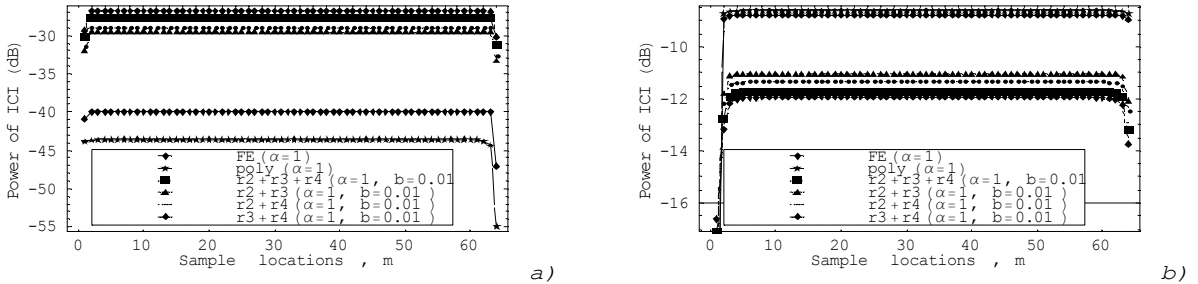 Power of ICI (dB)
-30
-35
-40
-45
-50
-55
FE (α=1)
poly (α=1)
r2+r3+r4 (α=1, b=0.01
r2+r3 (α=1, b=0.01)
r2+r4 (α=1, b=0.01)
r3+r4 (α=1, b=0.01)
0 10 20 30 40 50 60
Sample locations , m
a)
Power of ICI (dB)
-10
-12
-14
-16
FE (α=1)
poly (α=1)
r2+r3+r4 (α=1, b=0.01
r2+r3 (α=1, b=0.01)
r2+r4 (α=1, b=0.01)
r3+r4 (α=1, b=0.01)
0 10 20 30 40 50 60
Sample locations , m
b)